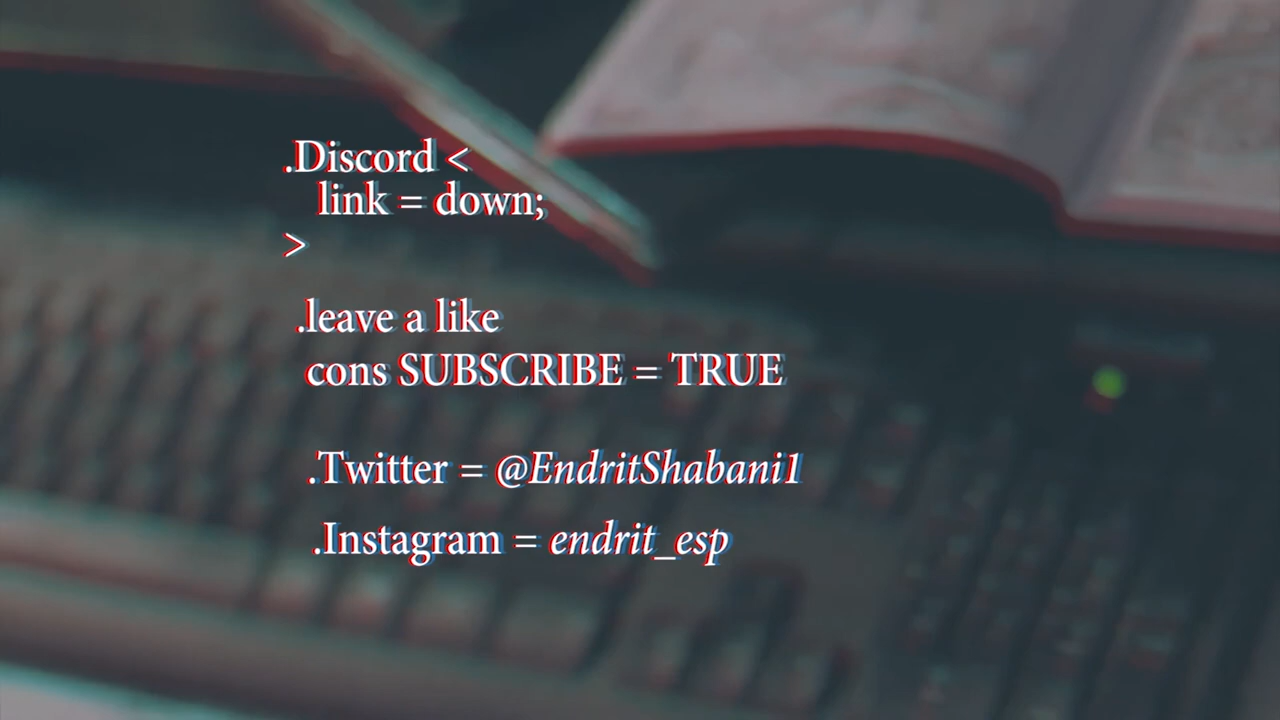 .Discord <
link = down;
>
.leave a like
cons SUBSCRIBE = TRUE
.Twitter = @EndritShabani1
.Instagram = endrit_esp